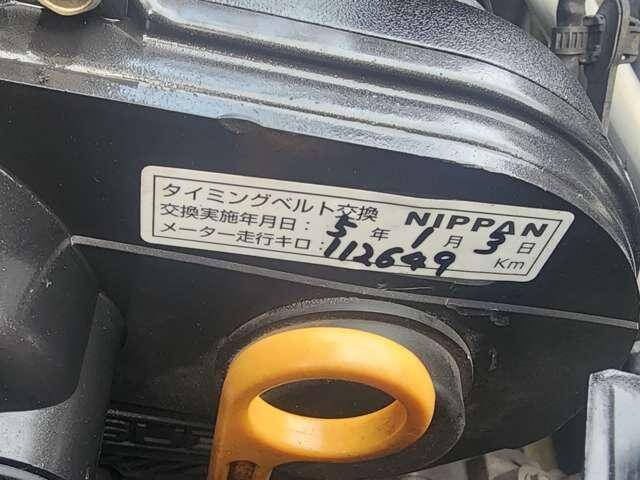 タイミングベルト交換 NIPPAN
交換実施年月日：5年1月3日
メーター走行キロ：112649 Km